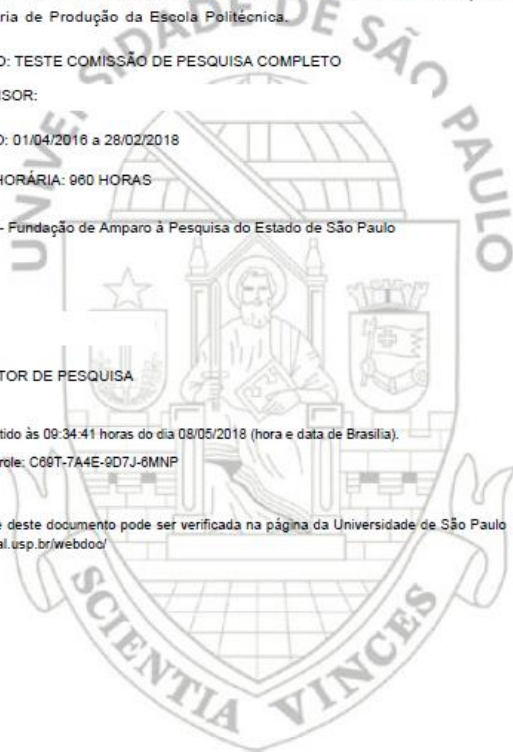 ria de Produção da Escola Politécnica.
O: TESTE COMISSÃO DE PESQUISA COMPLETO
ISOR:
O: 01/04/2016 a 28/02/2018
HORÁRIA: 960 HORAS
- Fundação de Amparo à Pesquisa do Estado de São Paulo
TOR DE PESQUISA
tido às 09:34:41 horas do dia 08/05/2018 (hora e data de Brasília).
role: C69T-7A4E-9D7J-6MNP
e deste documento pode ser verificada na página da Universidade de São Paulo
al.usp.br/webdoc/
UNIVERSIDADE DE SÃO PAULO
SCIENTIA VINCES